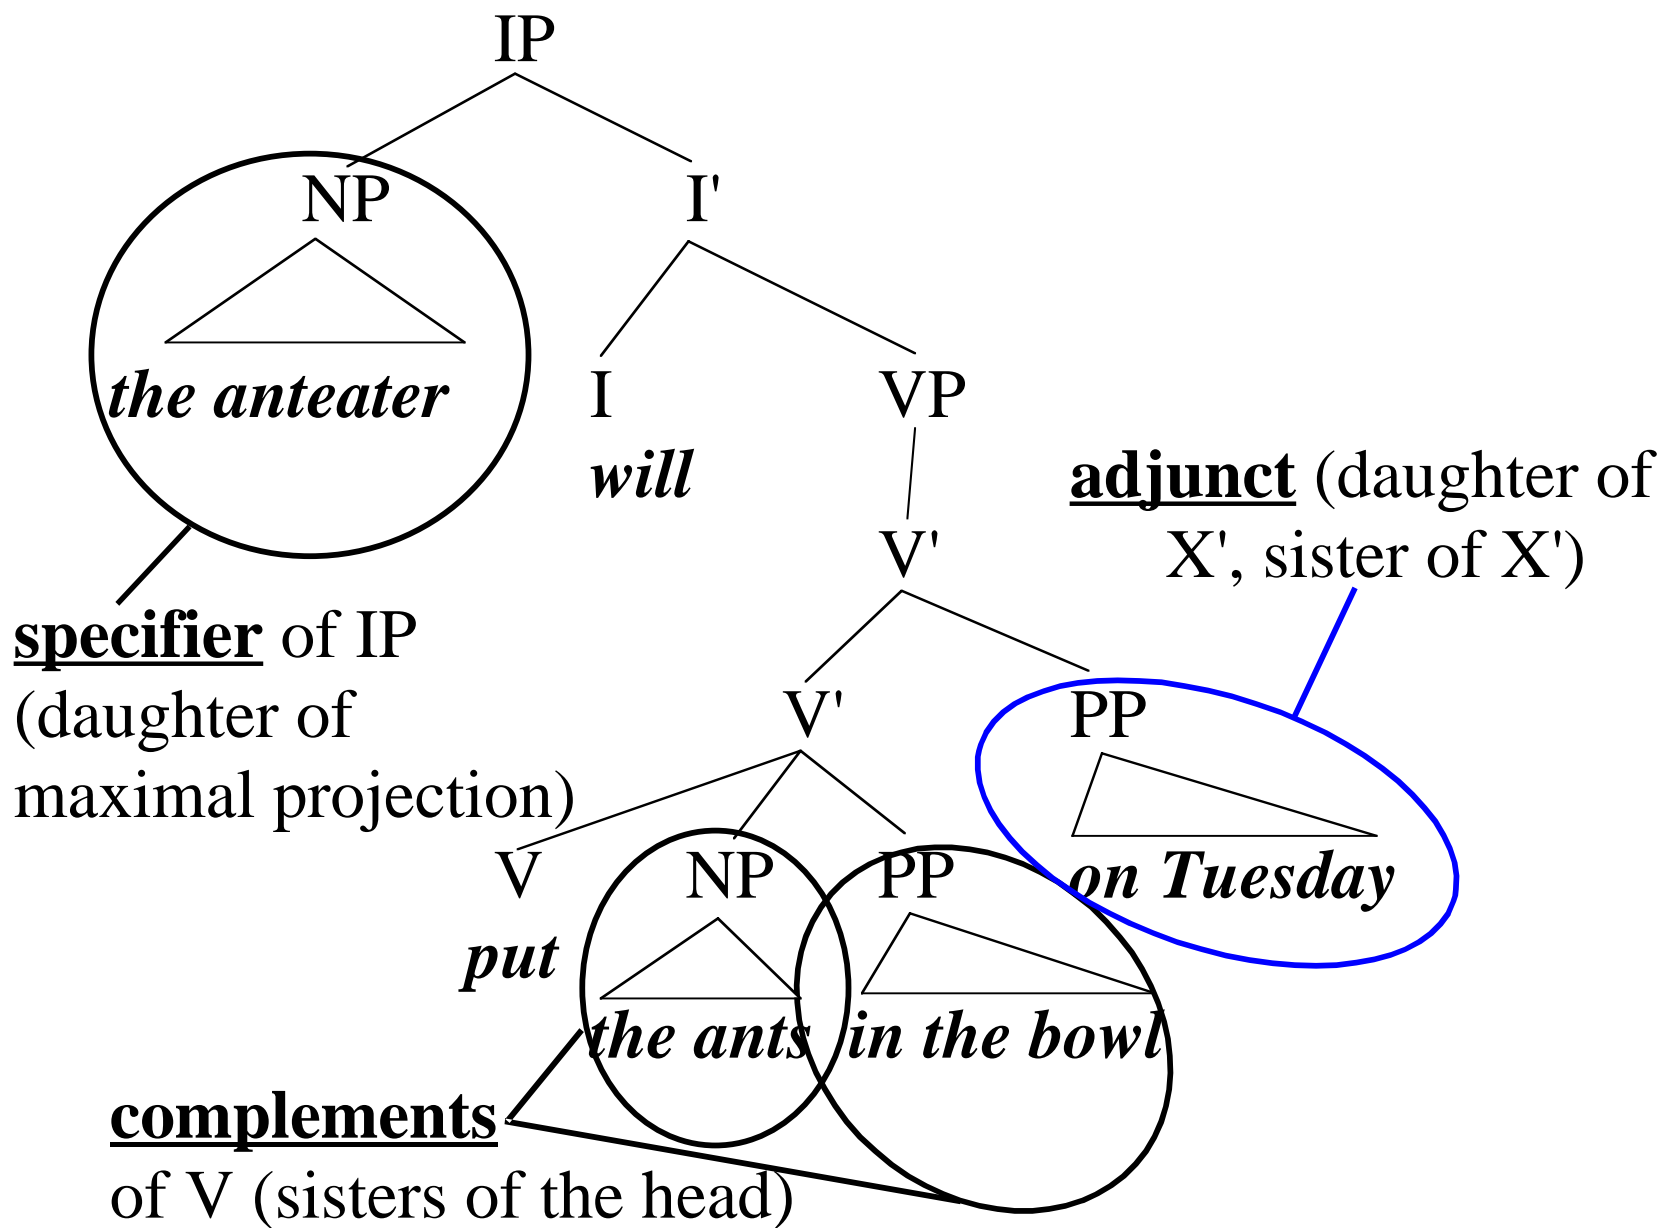 IP
NP I'
the anteater I VP
will
adjunct (daughter of
X', sister of X')
V'
specifier of IP
(daughter of
maximal projection)
V' PP
V NP PP on Tuesday
put
the ants in the bowl
complements
of V (sisters of the head)